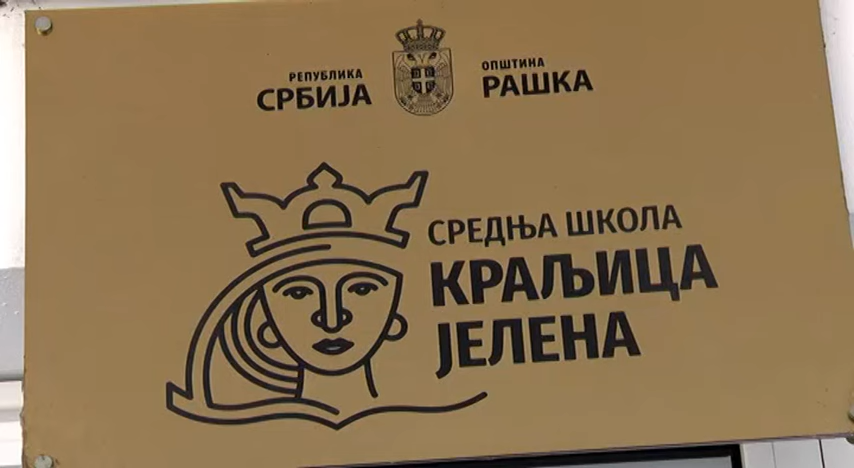 РЕПУБЛИКА
СРБИЈА
ОПШТИНА
РАШКА
СРЕДЊА ШКОЛА
КРАЉИЦА
ЈЕЛЕНА